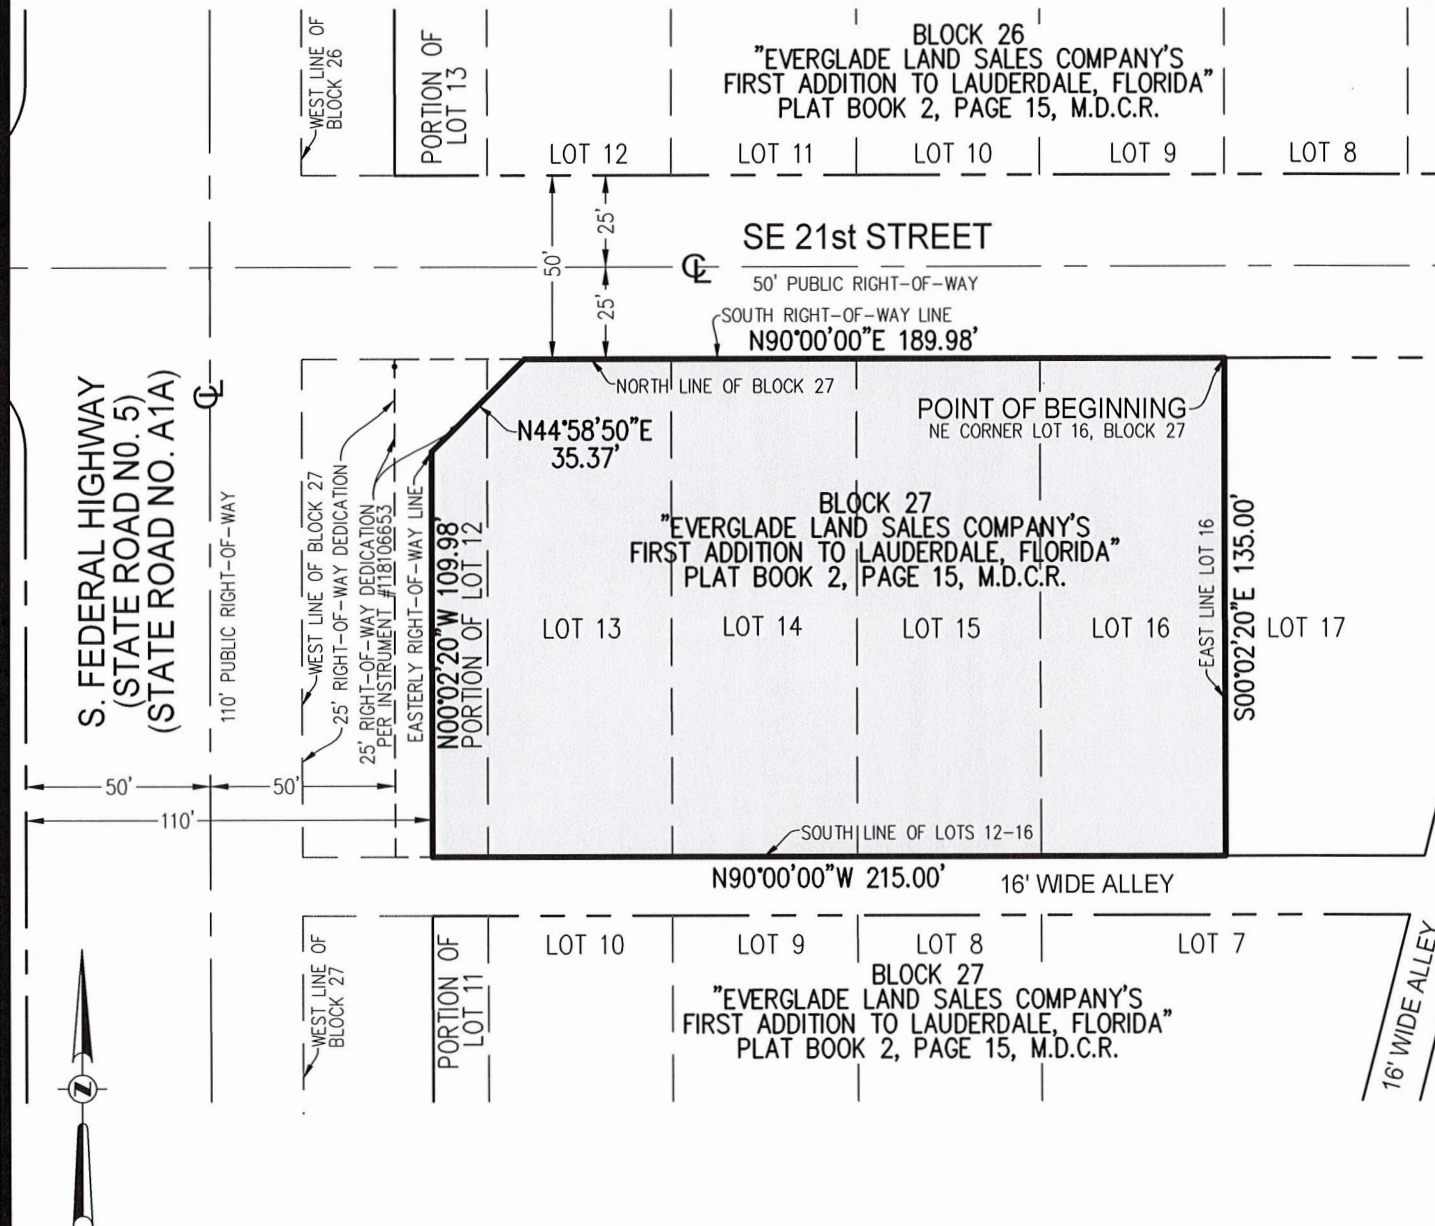 WEST LINE OF
BLOCK 26
PORTION OF
LOT 13
BLOCK 26
"EVERGLADE LAND SALES COMPANY'S
FIRST ADDITION TO LAUDERDALE, FLORIDA"
PLAT BOOK 2, PAGE 15, M.D.C.R.
LOT 12
LOT 11
LOT 10
LOT 9
LOT 8
50'
25'
25'
SE 21st STREET
CL
50' PUBLIC RIGHT-OF-WAY
SOUTH RIGHT-OF-WAY LINE
N90°00'00"E 189.98'
NORTH LINE OF BLOCK 27
N44°58'50"E
35.37'
POINT OF BEGINNING
NE CORNER LOT 16, BLOCK 27
S. FEDERAL HIGHWAY
(STATE ROAD NO. 5)
(STATE ROAD NO. A1A)
CL
110' PUBLIC RIGHT-OF-WAY
WEST LINE OF BLOCK 27
25' RIGHT-OF-WAY DEDICATION
25' RIGHT-OF-WAY DEDICATION
PER INSTRUMENT #118106653
EASTERLY RIGHT-OF-WAY LINE
N00°02'20"W 109.98'
PORTION OF LOT 12
BLOCK 27
"EVERGLADE LAND SALES COMPANY'S
FIRST ADDITION TO LAUDERDALE, FLORIDA"
PLAT BOOK 2, PAGE 15, M.D.C.R.
LOT 13
LOT 14
LOT 15
LOT 16
EAST LINE LOT 16
S00°02'20"E 135.00'
LOT 17
50'
50'
110'
SOUTH LINE OF LOTS 12-16
N90°00'00"W 215.00'
16' WIDE ALLEY
WEST LINE OF
BLOCK 27
PORTION OF
LOT 11
LOT 10
LOT 9
LOT 8
LOT 7
BLOCK 27
"EVERGLADE LAND SALES COMPANY'S
FIRST ADDITION TO LAUDERDALE, FLORIDA"
PLAT BOOK 2, PAGE 15, M.D.C.R.
16' WIDE ALLEY
Z